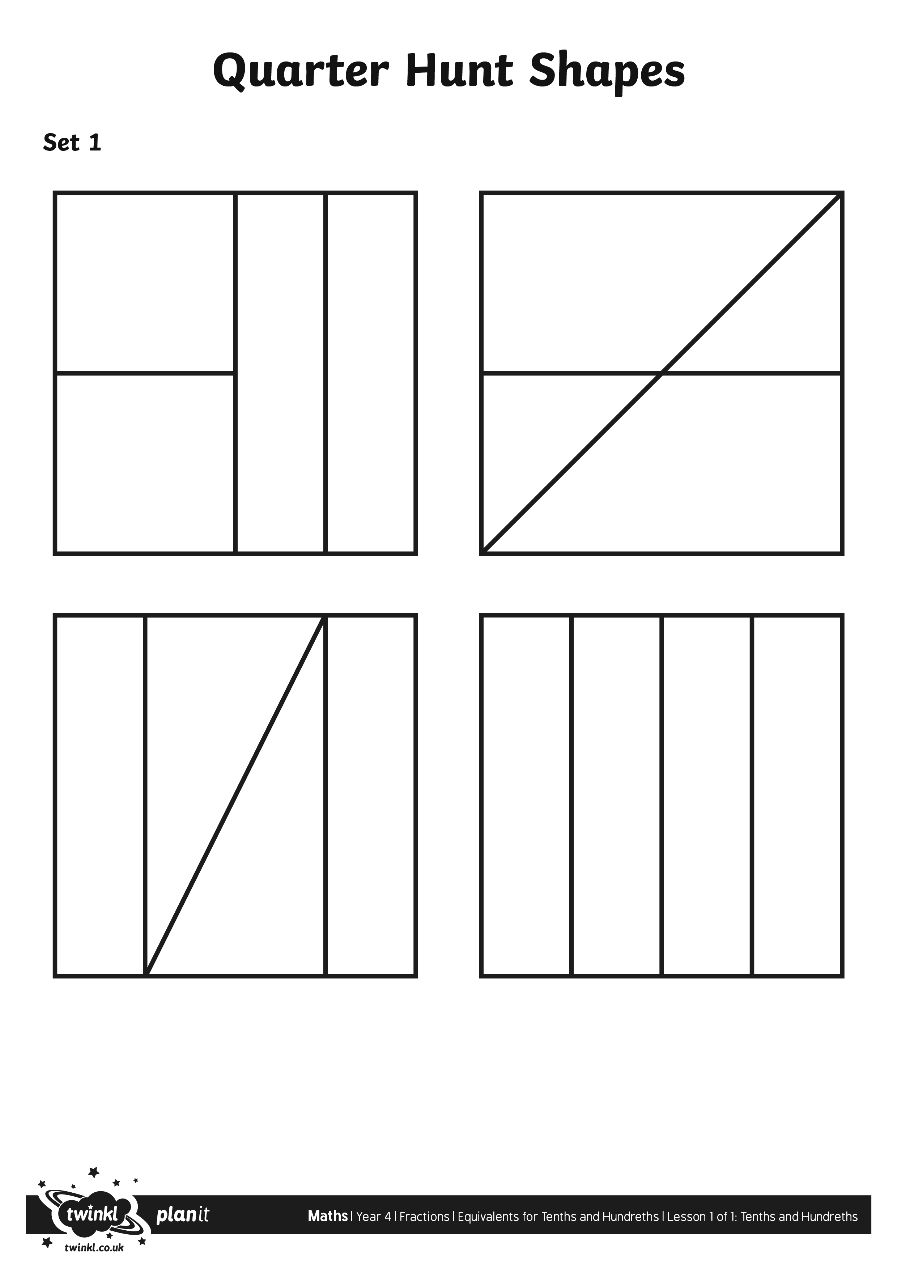 Quarter Hunt Shapes
Set 1
twinkl planit
twinkl.co.uk
Maths | Year 4 | Fractions | Equivalents for Tenths and Hundreths | Lesson 1 of 1: Tenths and Hundreths